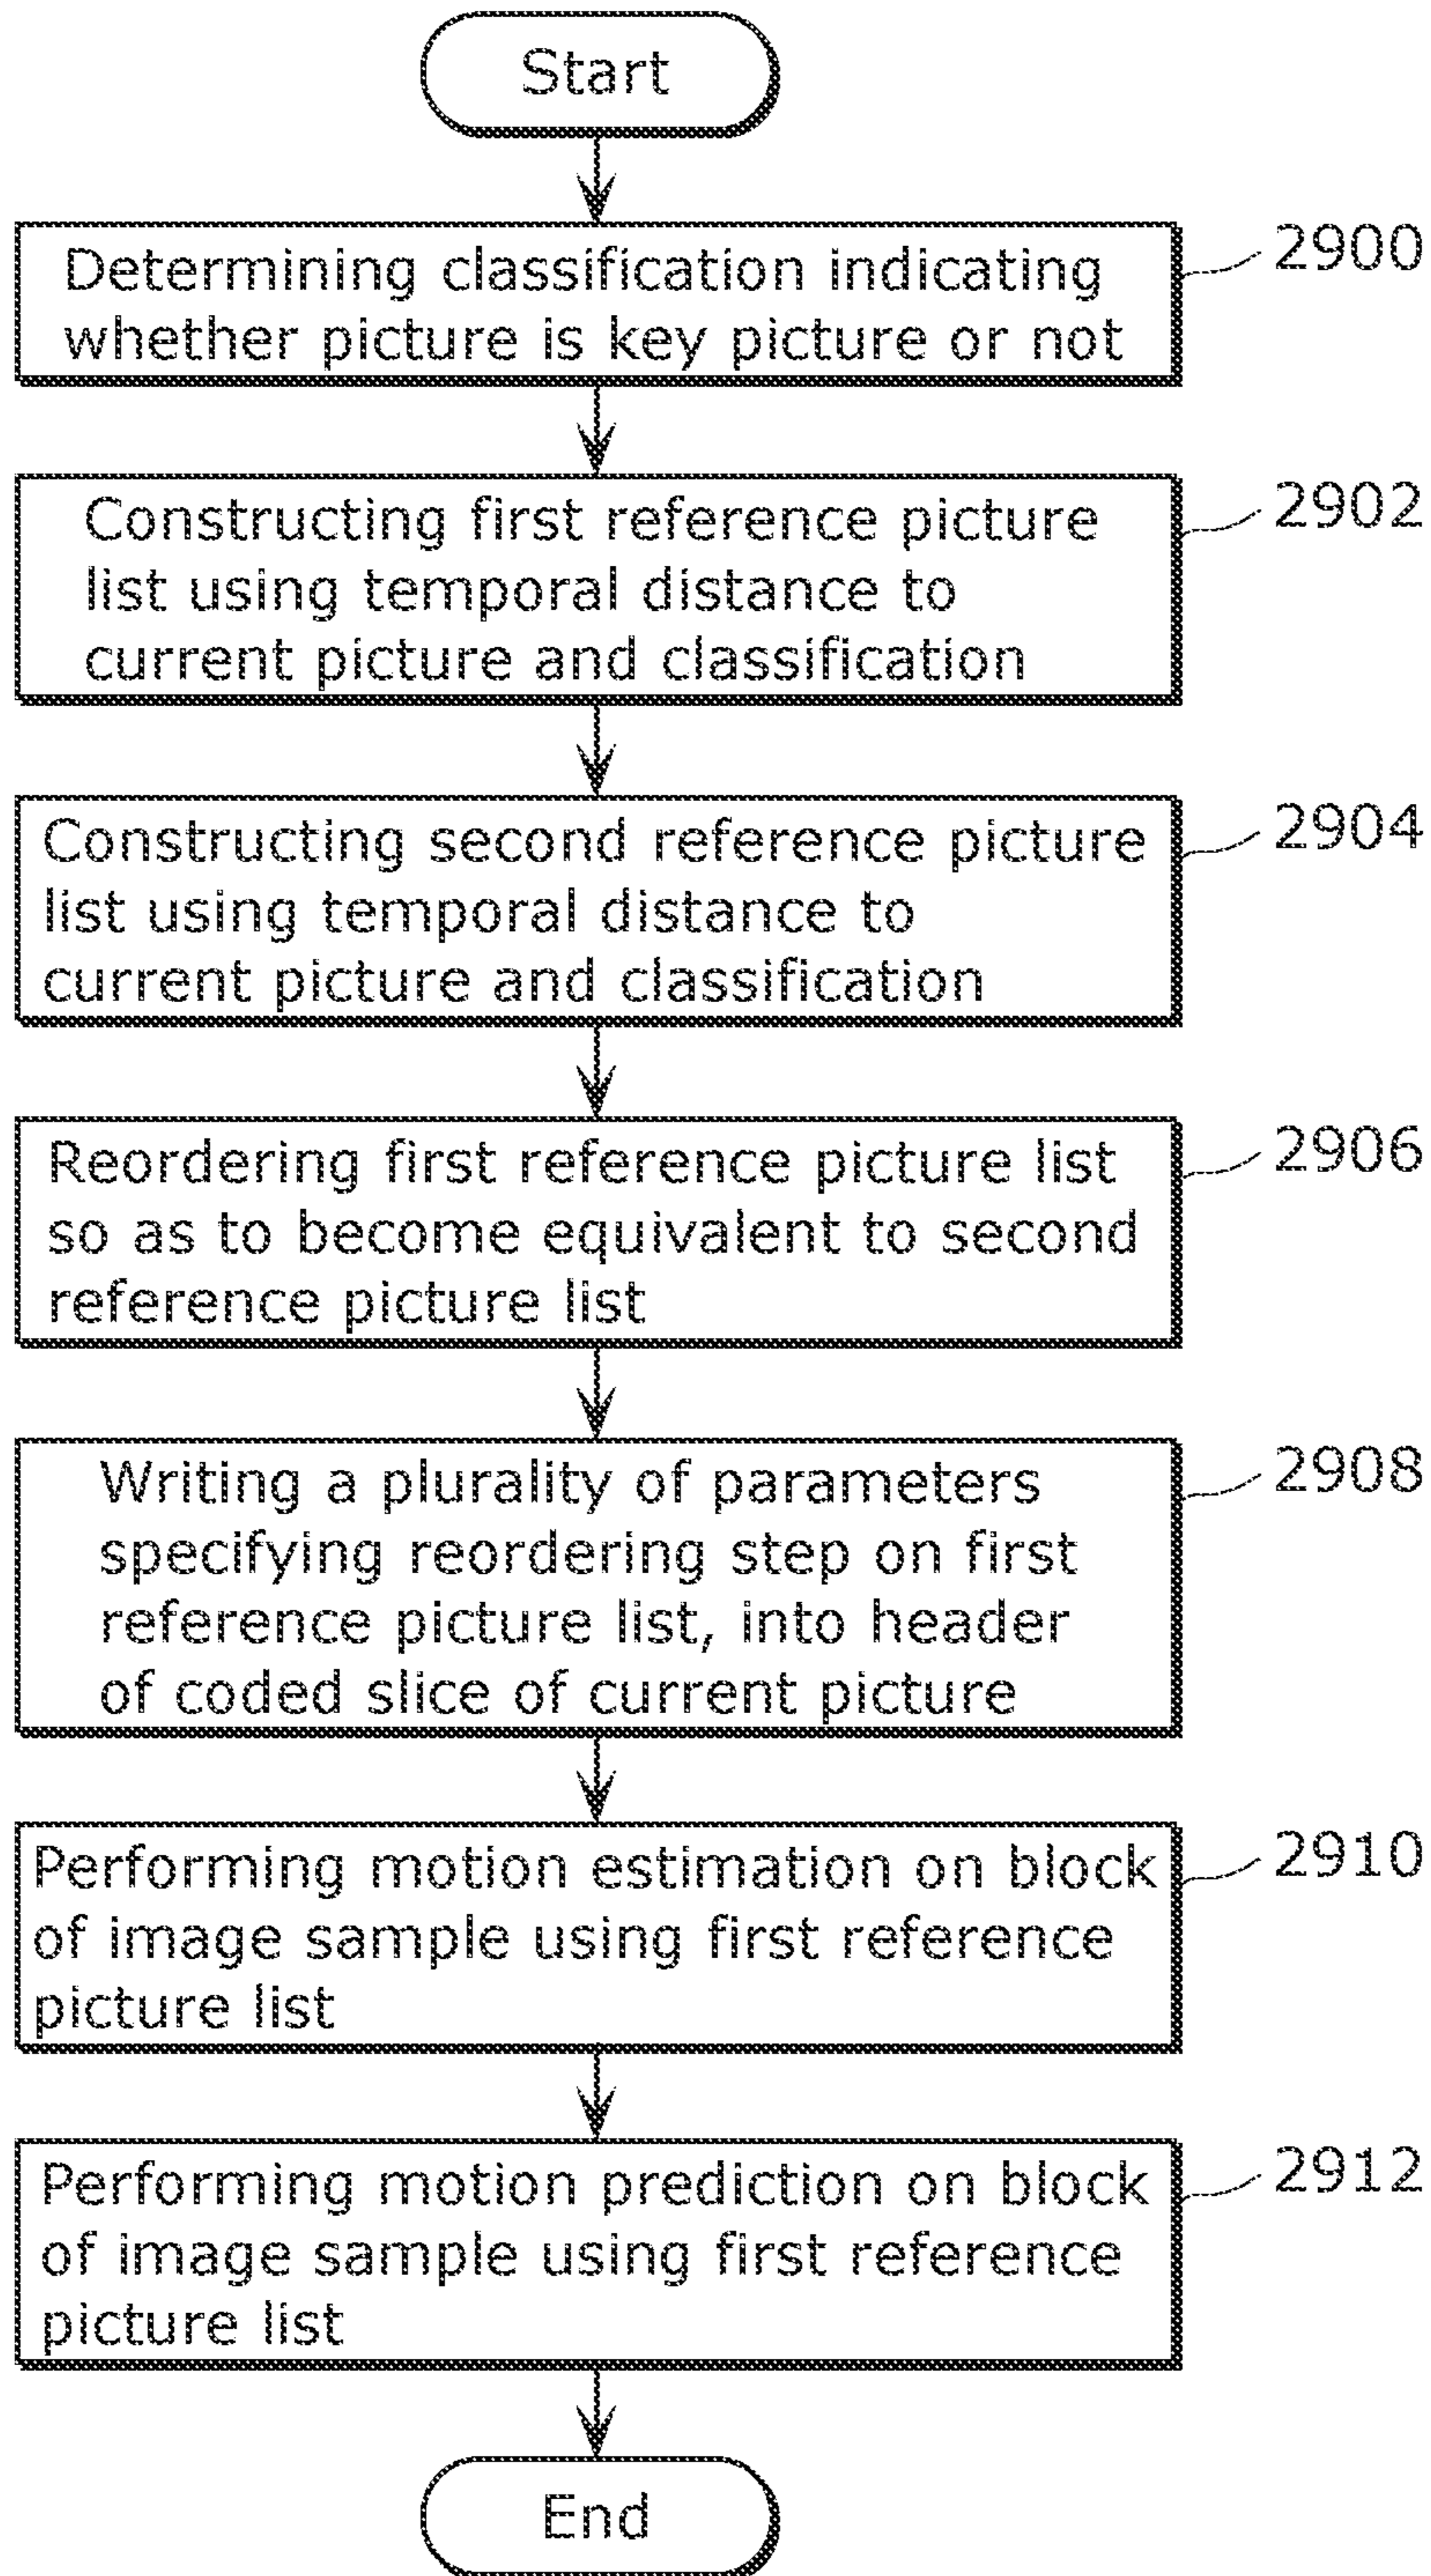 Start
Determining classification indicating
whether picture is key picture or not
2900
Constructing first reference picture
list using temporal distance to
current picture and classification
2902
Constructing second reference picture
list using temporal distance to
current picture and classification
2904
Reordering first reference picture list
so as to become equivalent to second
reference picture list
2906
Writing a plurality of parameters
specifying reordering step on first
reference picture list, into header
of coded slice of current picture
2908
Performing motion estimation on block
of image sample using first reference
picture list
2910
Performing motion prediction on block
of image sample using first reference
picture list
2912
End